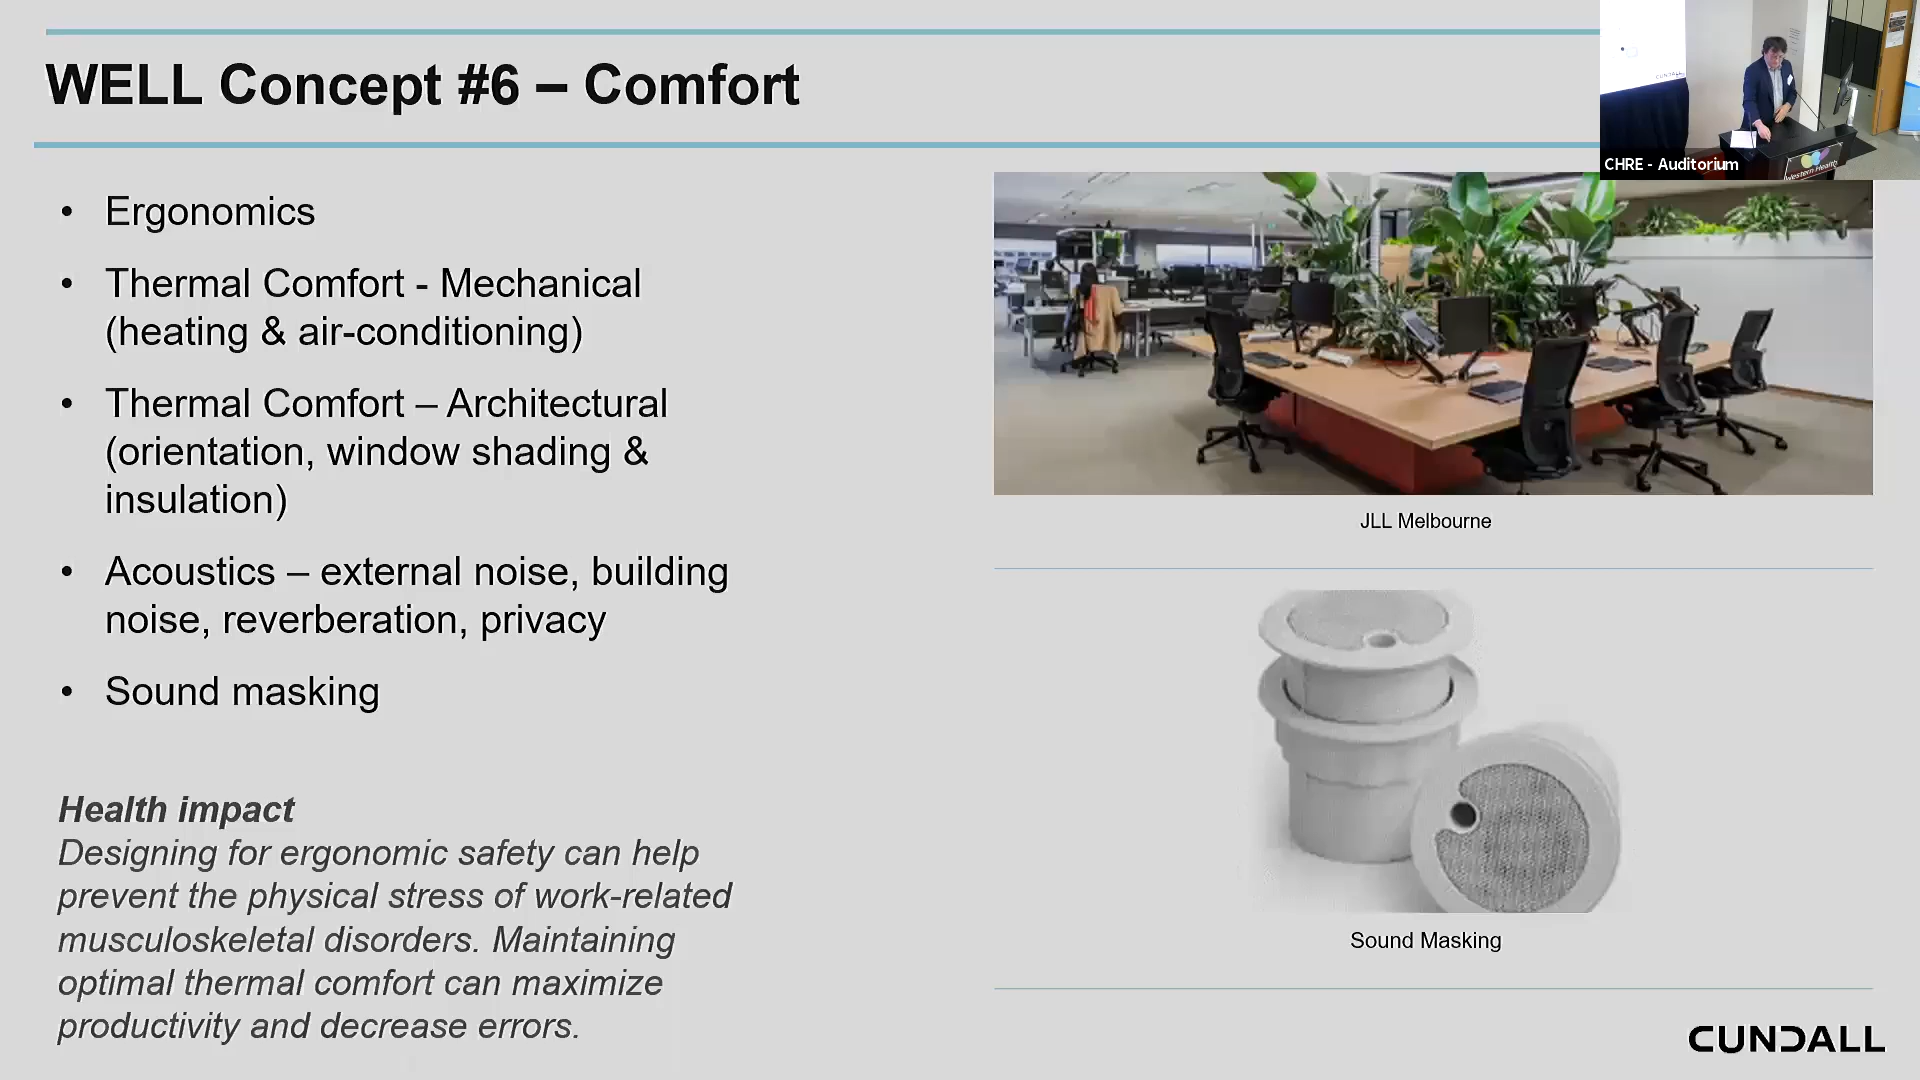 WELL Concept #6 – Comfort
CHRE - Auditorium
Western Health
• Ergonomics
• Thermal Comfort - Mechanical
(heating & air-conditioning)
• Thermal Comfort – Architectural
(orientation, window shading &
insulation)
• Acoustics – external noise, building
noise, reverberation, privacy
• Sound masking
Health impact
Designing for ergonomic safety can help
prevent the physical stress of work-related
musculoskeletal disorders. Maintaining
optimal thermal comfort can maximize
productivity and decrease errors.
JLL Melbourne
Sound Masking
CUNDALL